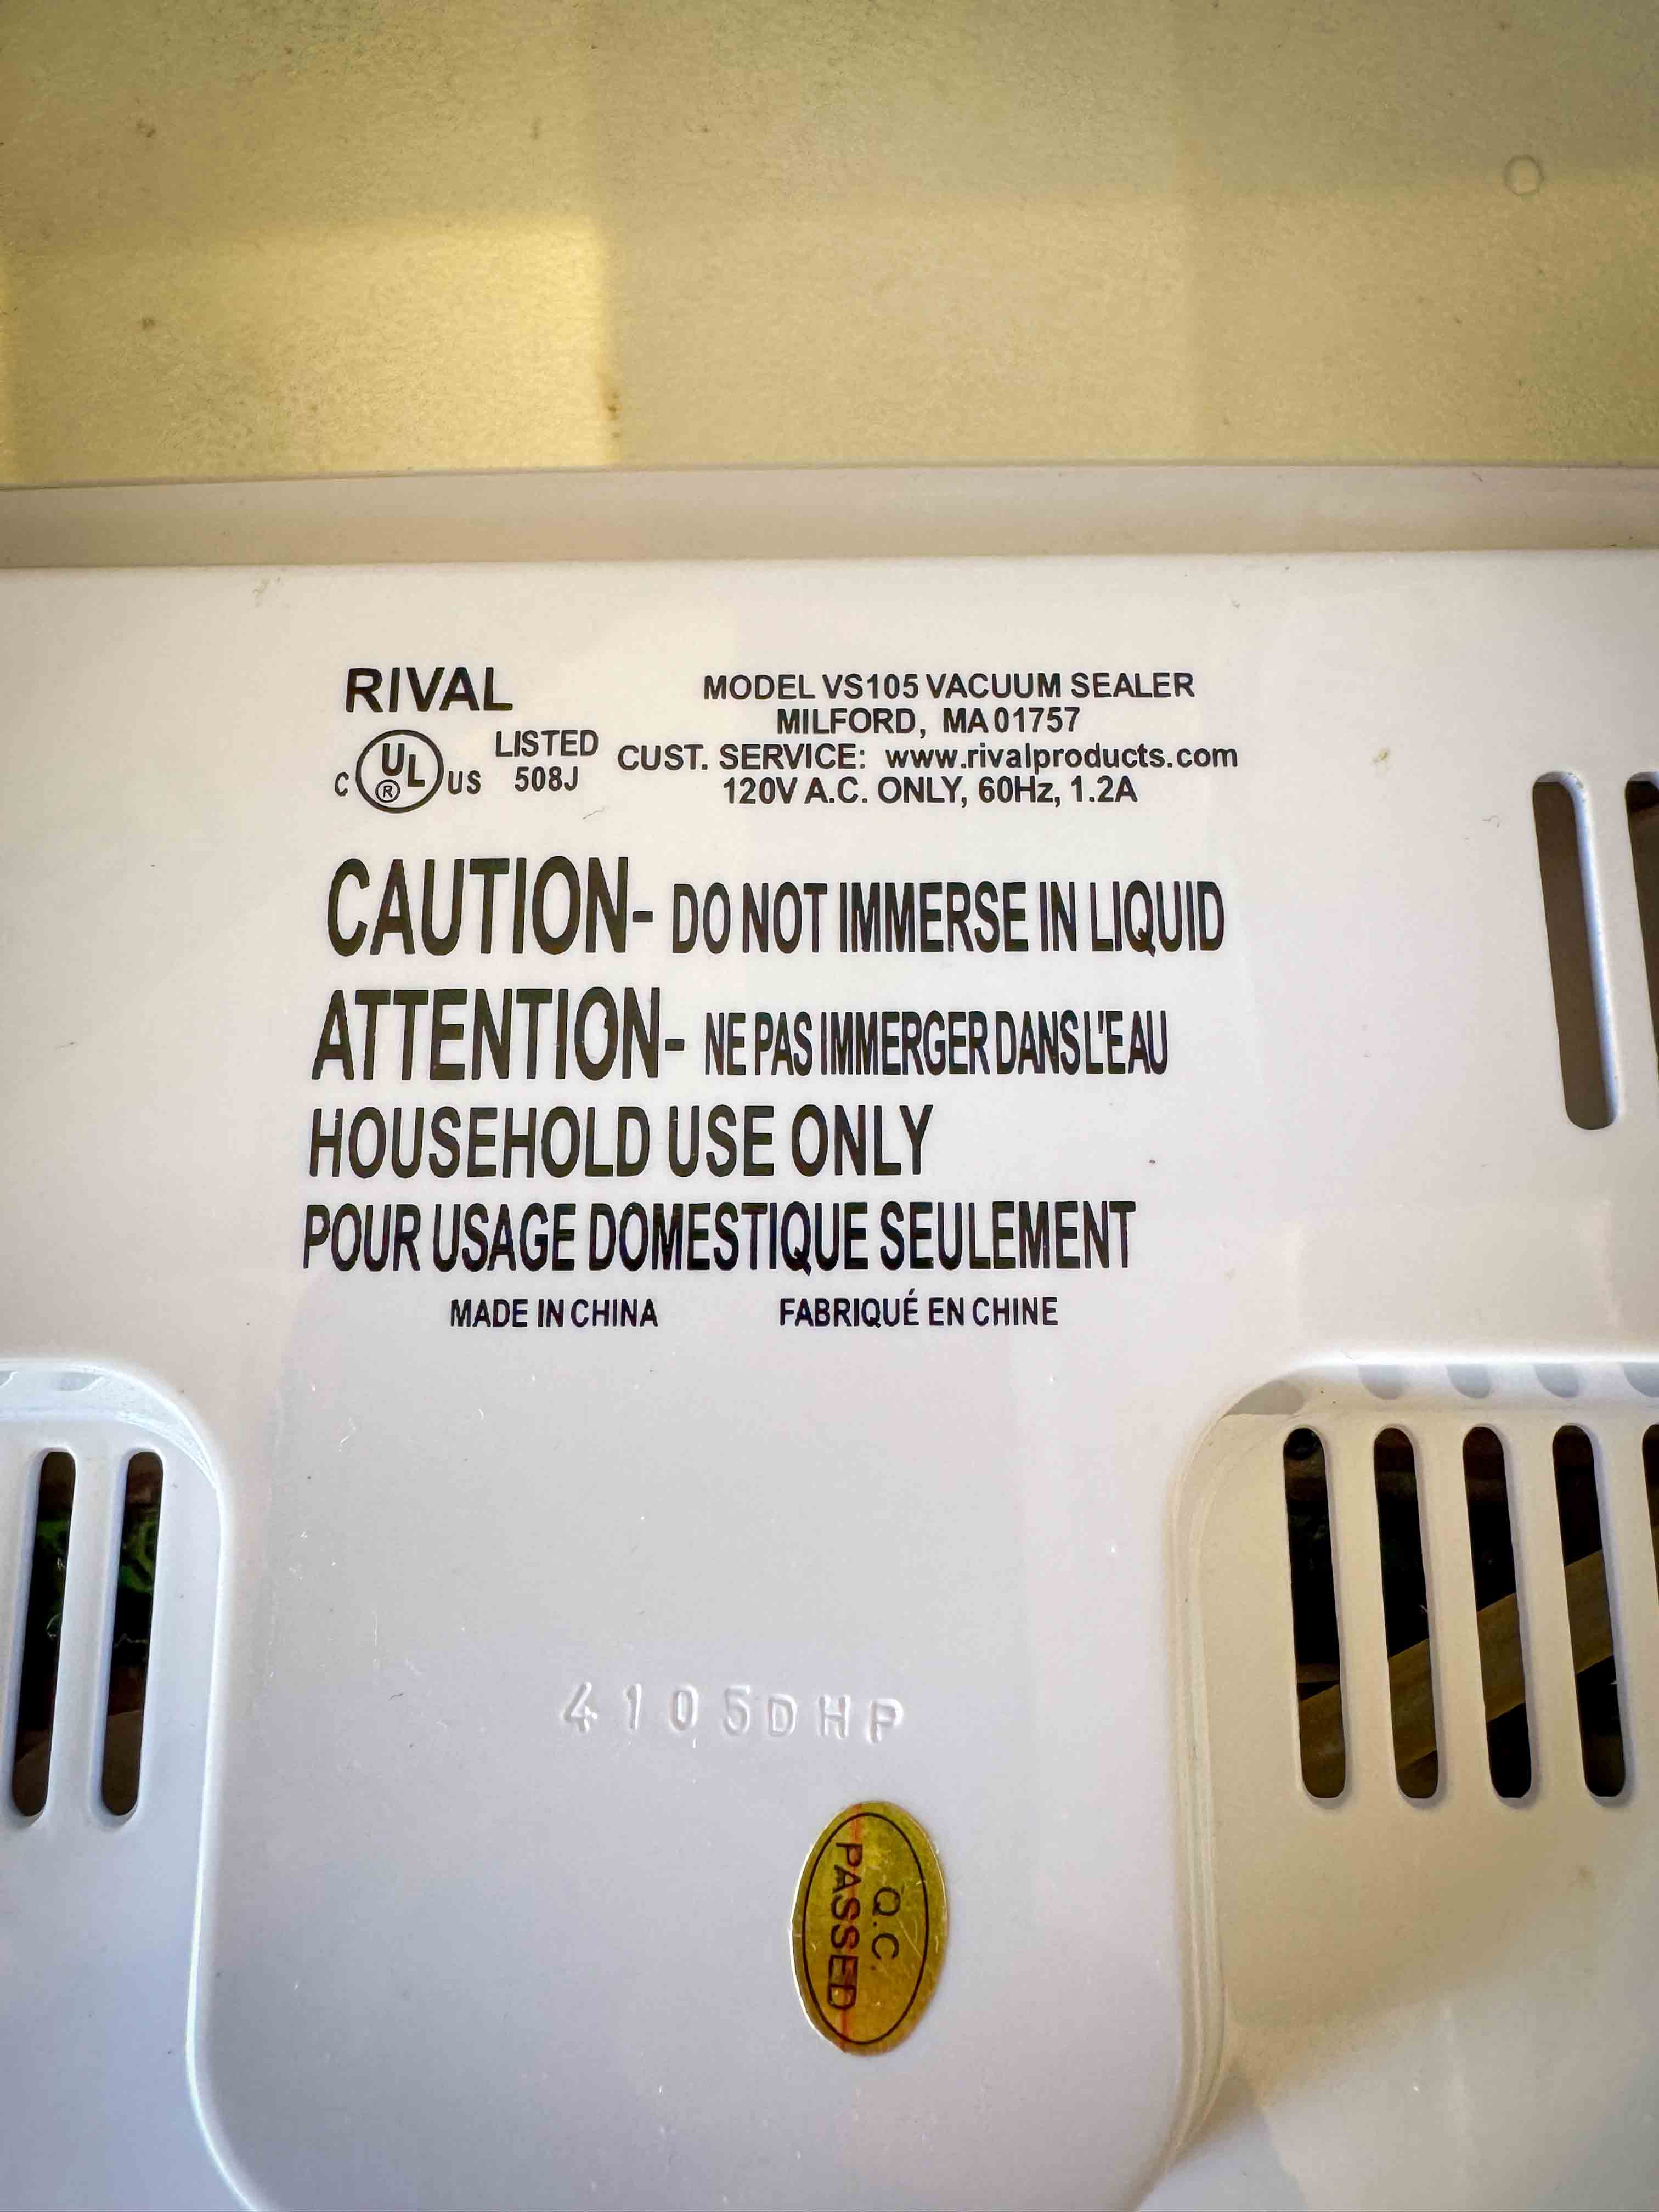 RIVAL
MODEL VS105 VACUUM SEALER
MILFORD, MA 01757
C UL ® US
LISTED
508J
CUST. SERVICE: www.rivalproducts.com
120V A.C. ONLY, 60Hz, 1.2A
CAUTION- DO NOT IMMERSE IN LIQUID
ATTENTION- NE PAS IMMERGER DANS L'EAU
HOUSEHOLD USE ONLY
POUR USAGE DOMESTIQUE SEULEMENT
MADE IN CHINA FABRIQUÉ EN CHINE
4105DHP
Q.C.
PASSED